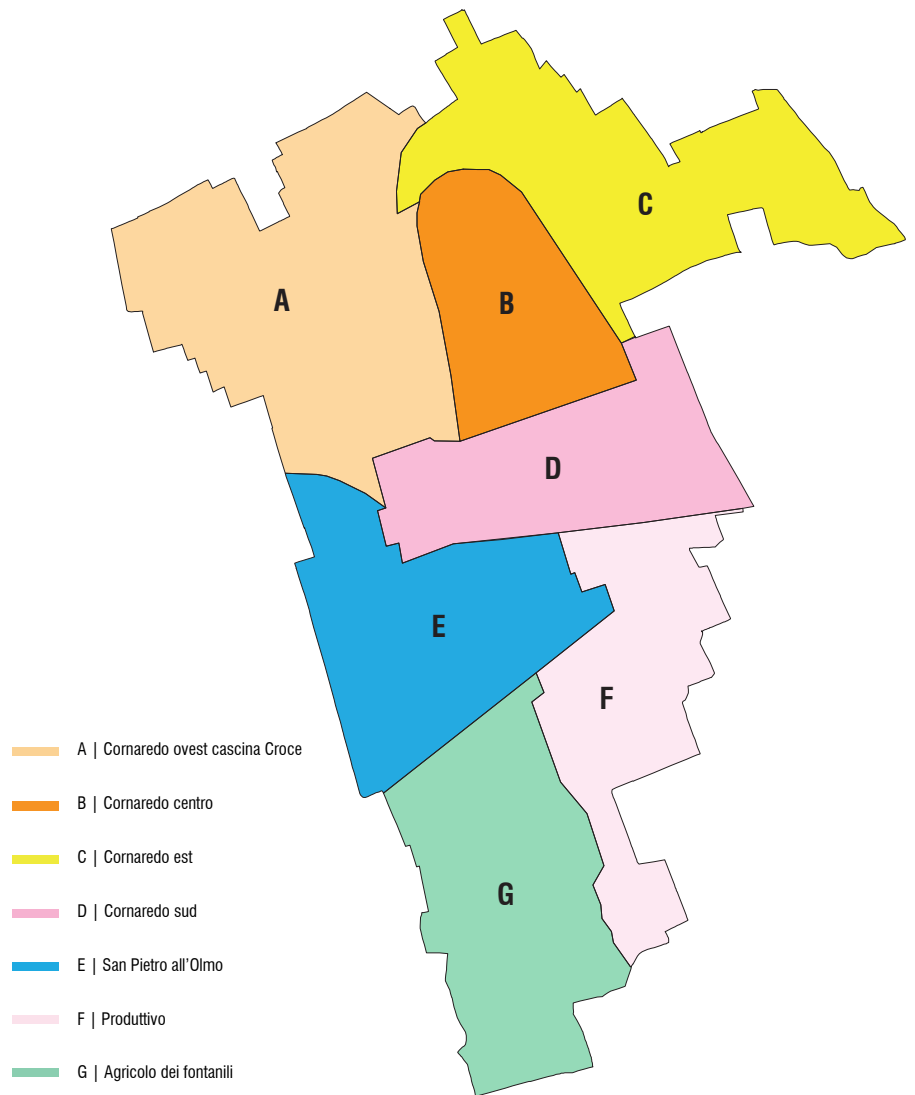 C
A
B
D
E
F
G
A | Cornaredo ovest cascina Croce
B | Cornaredo centro
C | Cornaredo est
D | Cornaredo sud
E | San Pietro all'Olmo
F | Produttivo
G | Agricolo dei fontanili